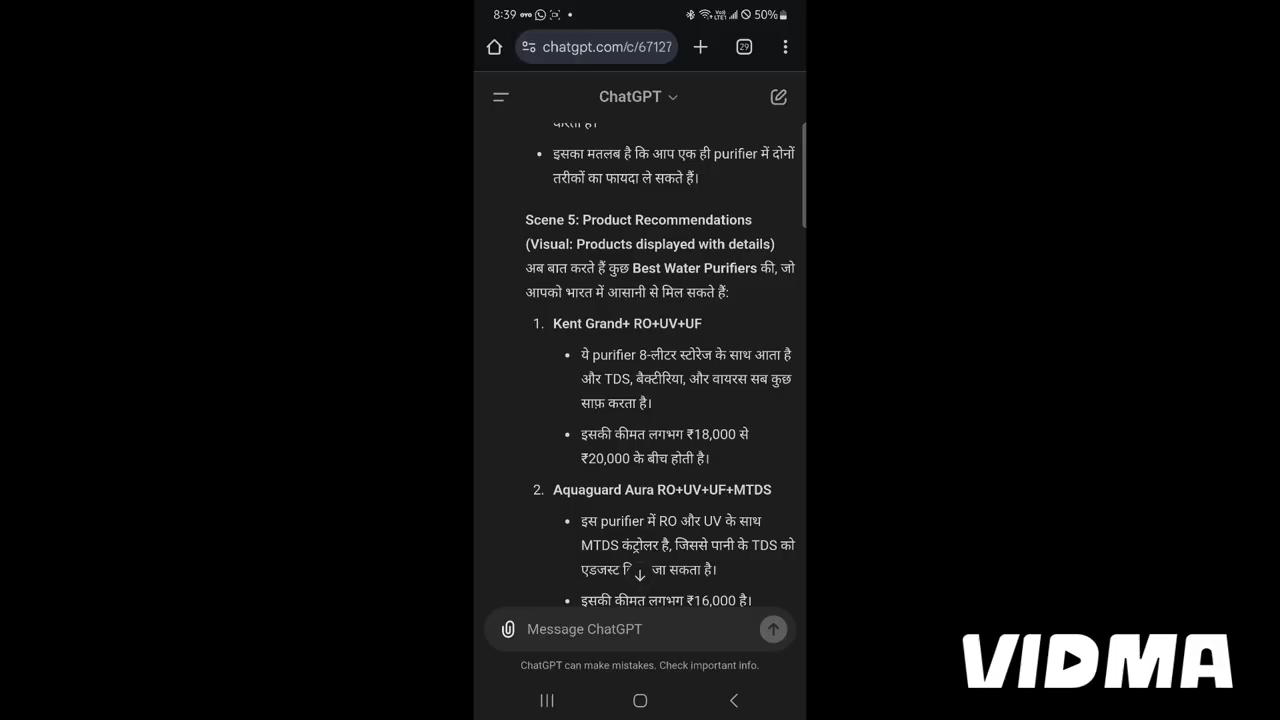 8:39
VoD LTE1
50%
chatgpt.com/c/67127
29
ChatGPT
इसका मतलब है कि आप एक ही purifier में दोनों
तरीकों का फायदा ले सकते हैं।
Scene 5: Product Recommendations
(Visual: Products displayed with details)
अब बात करते हैं कुछ Best Water Purifiers की, जो
आपको भारत में आसानी से मिल सकते हैं:
1. Kent Grand+ RO+UV+UF
ये purifier 8-लीटर स्टोरेज के साथ आता है
और TDS, बैक्टीरिया, और वायरस सब कुछ
साफ़ करता है।
इसकी कीमत लगभग ₹18,000 से
₹20,000 के बीच होती है।
2. Aquaguard Aura RO+UV+UF+MTDS
इस purifier में RO और UV के साथ
MTDS कंट्रोलर है, जिससे पानी के TDS को
एडजस्ट जा सकता है।
इसकी कीमत लगभग ₹16,000 है।
Message ChatGPT
ChatGPT can make mistakes. Check important info.
VIDMA